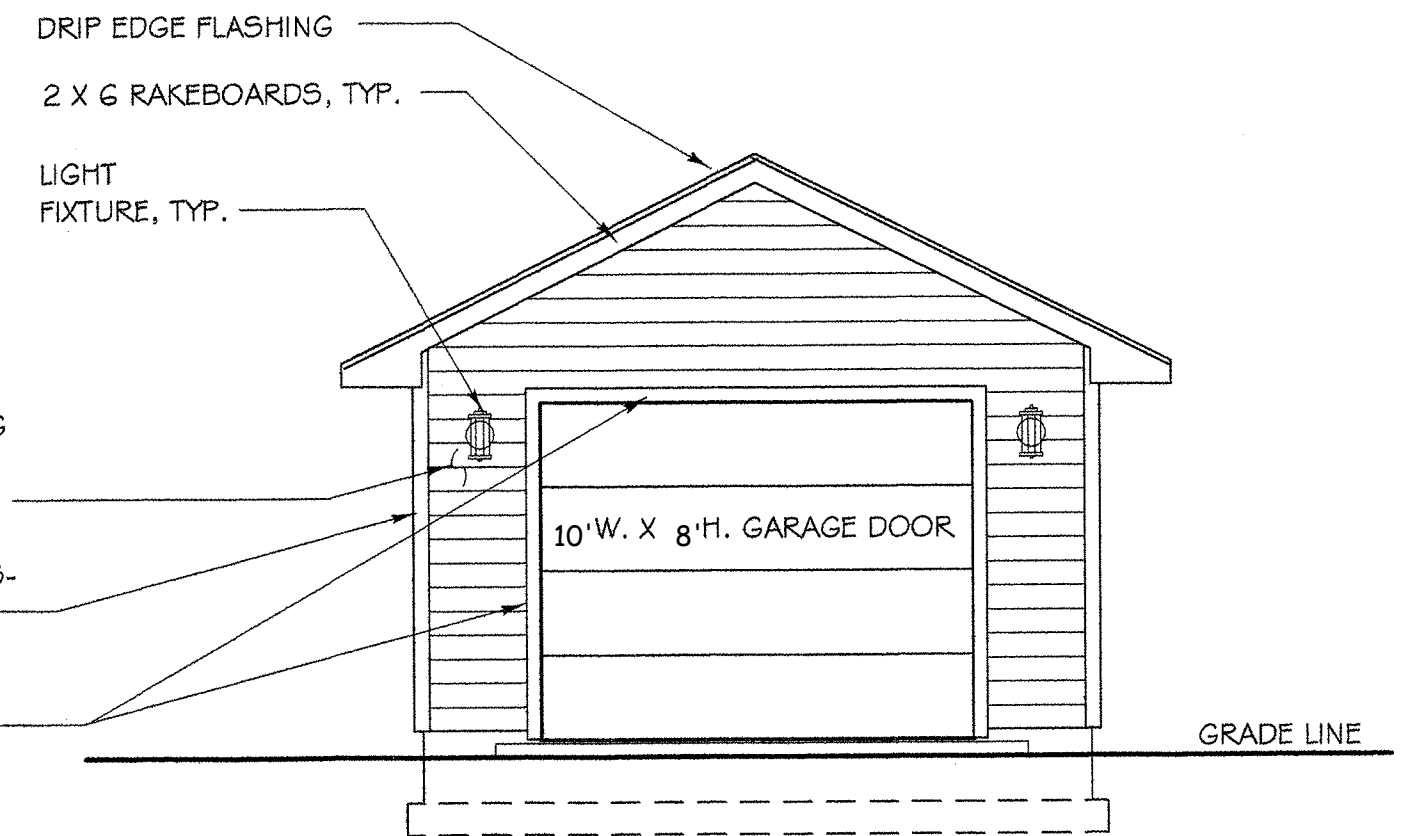 DRIP EDGE FLASHING
2 X 6 RAKEBOARDS, TYP.
LIGHT
FIXTURE, TYP.
10'W. X 8'H. GARAGE DOOR
GRADE LINE